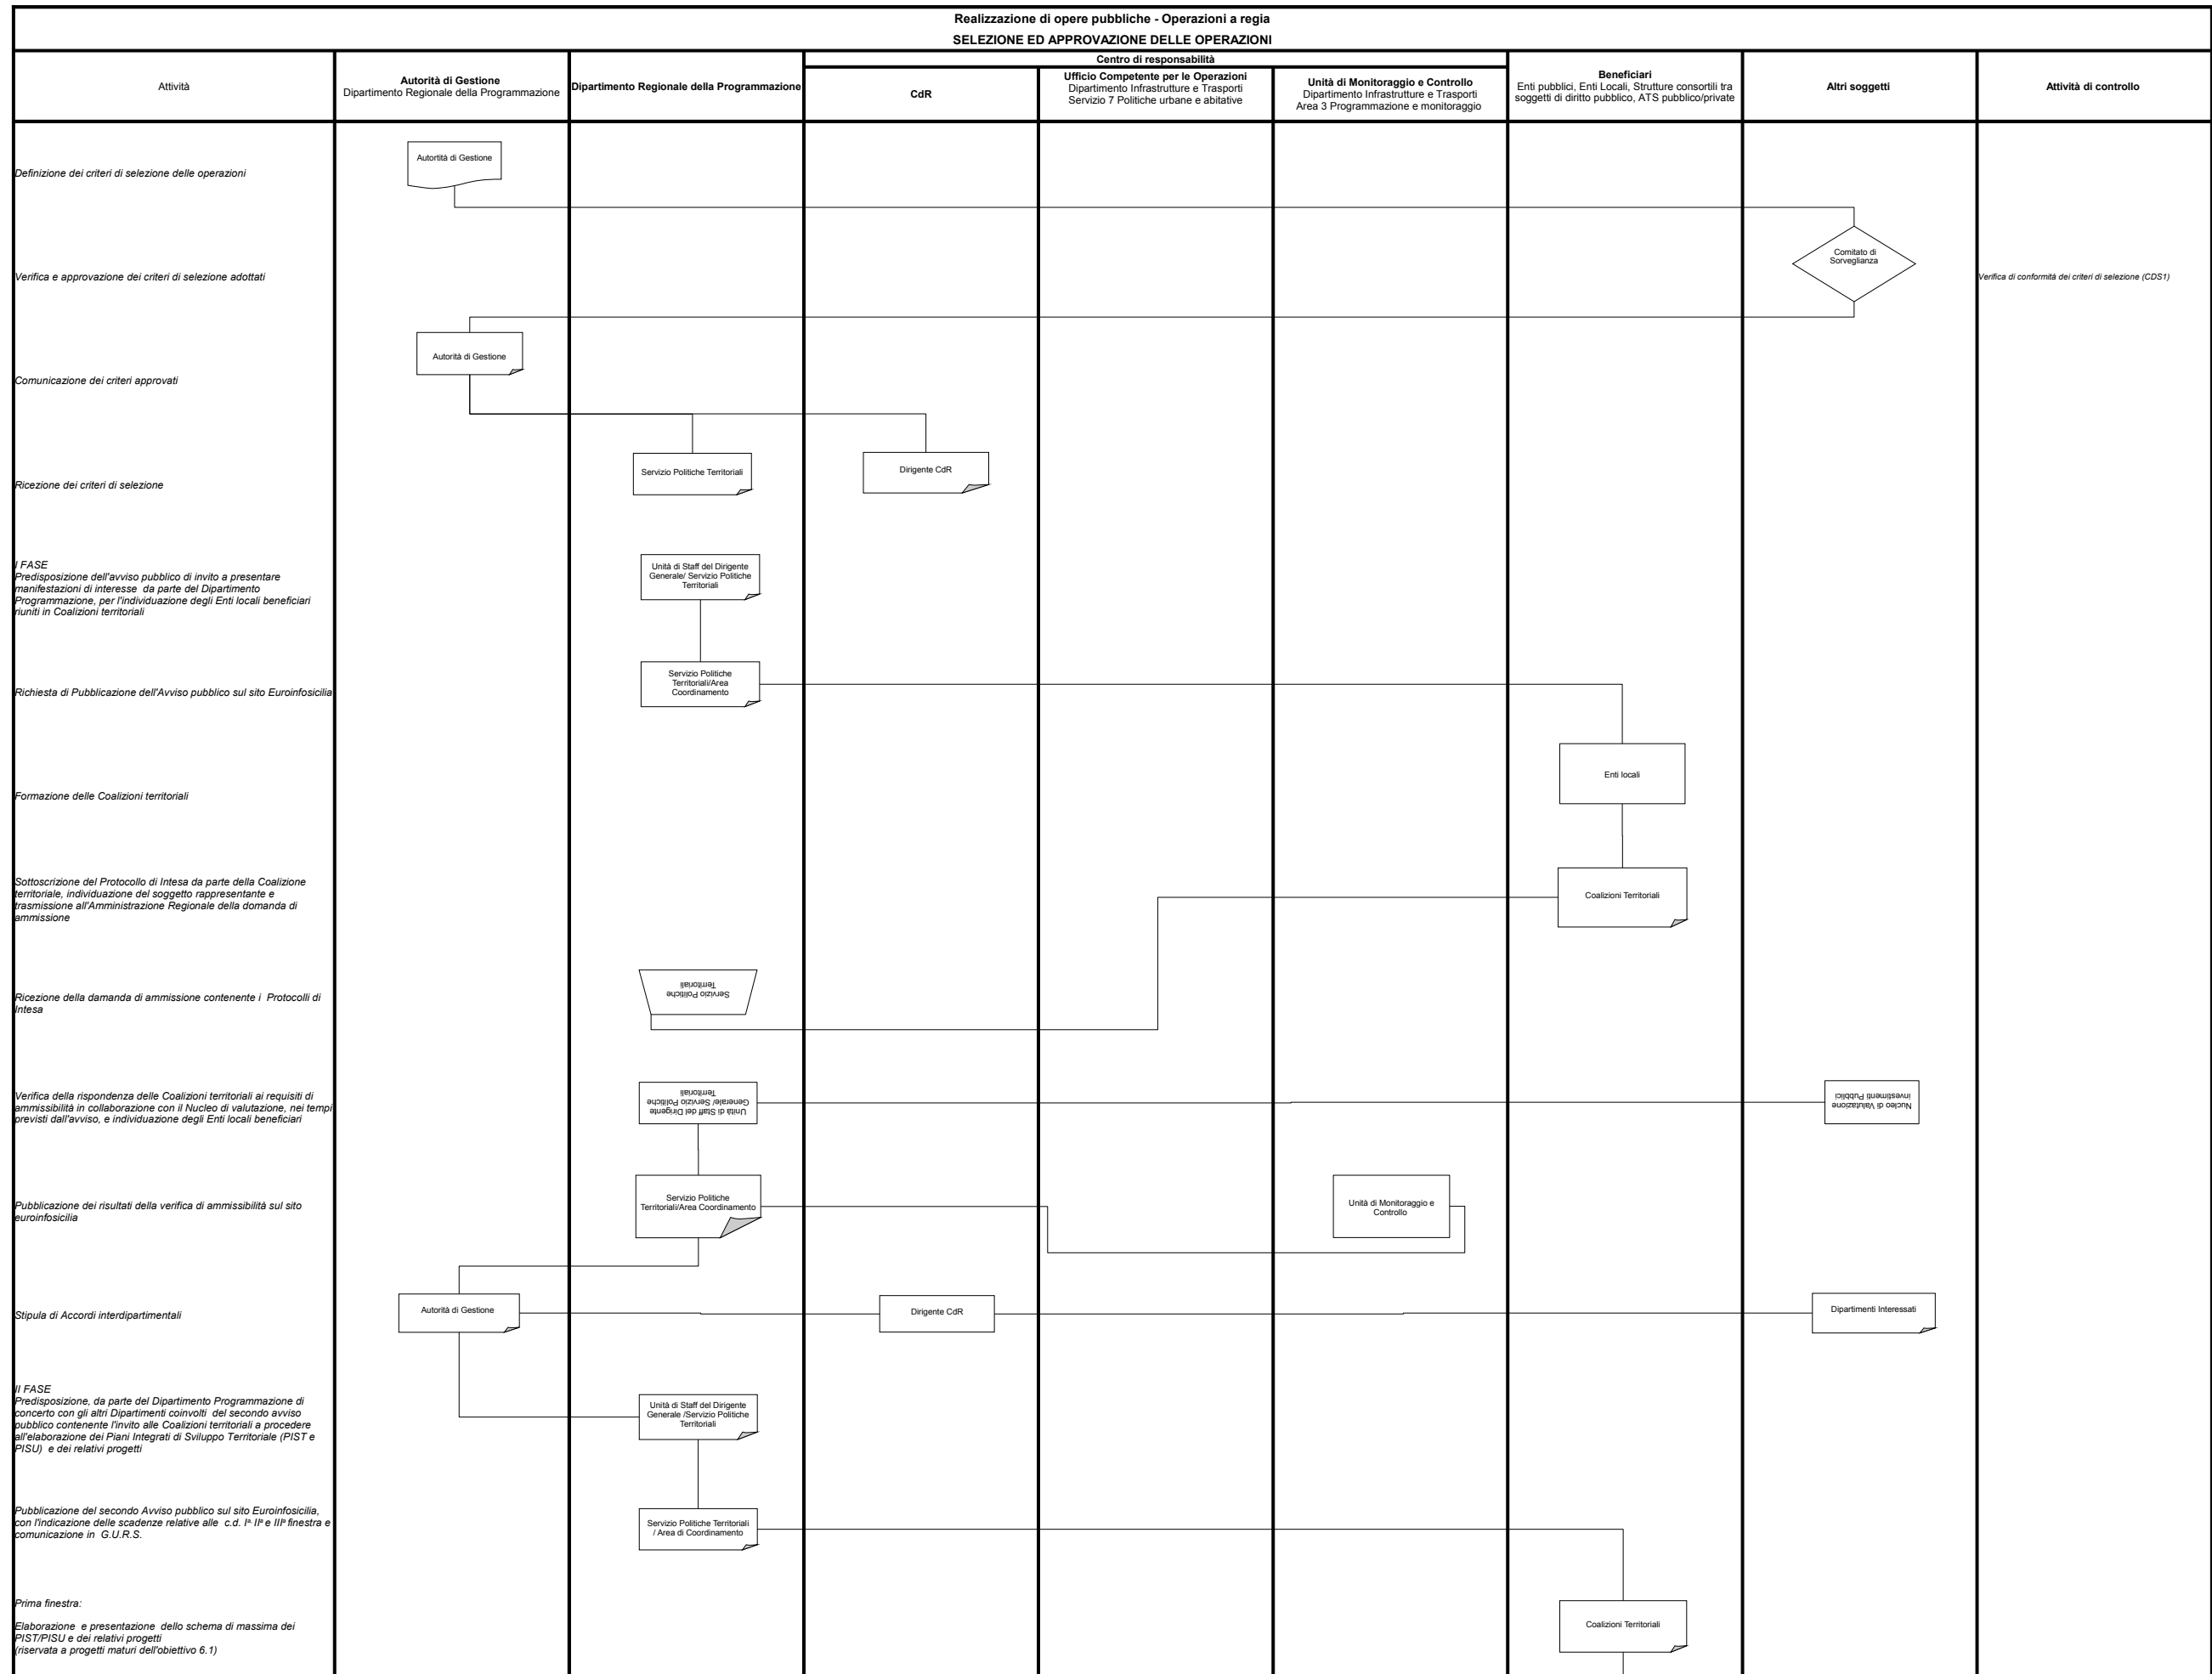 Realizzazione di opere pubbliche - Operazioni a regia
SELEZIONE ED APPROVAZIONE DELLE OPERAZIONI
Attività
Autorità di Gestione
Dipartimento Regionale della Programmazione
Dipartimento Regionale della Programmazione
Centro di responsabilità
CdR
Ufficio Competente per le Operazioni
Dipartimento Infrastrutture e Trasporti
Servizio 7 Politiche urbane e abitative
Unità di Monitoraggio e Controllo
Dipartimento Infrastrutture e Trasporti
Area 3 Programmazione e monitoraggio
Beneficiari
Enti pubblici, Enti Locali, Strutture consortili tra
soggetti di diritto pubblico, ATS pubblico/private
Altri soggetti
Attività di controllo
Definizione dei criteri di selezione delle operazioni
Autortità di Gestione
Verifica e approvazione dei criteri di selezione adottati
Comitato di
Sorveglianza
Verifica di conformità dei criteri di selezione (CDS1)
Comunicazione dei criteri approvati
Autorità di Gestione
Ricezione dei criteri di selezione
Servizio Politiche Territoriali
Dirigente CdR
I FASE
Predisposizione dell'avviso pubblico di invito a presentare
manifestazioni di interesse da parte del Dipartimento
Programmazione, per l'individuazione degli Enti locali beneficiari
riuniti in Coalizioni territoriali
Unità di Staff del Dirigente
Generale/ Servizio Politiche
Territoriali
Richiesta di Pubblicazione dell'Avviso pubblico sul sito Euroinfosicilia
Servizio Politiche
Territoriali/Area
Coordinamento
Formazione delle Coalizioni territoriali
Enti locali
Sottoscrizione del Protocollo di Intesa da parte della Coalizione
territoriale, individuazione del soggetto rappresentante e
trasmissione all'Amministrazione Regionale della domanda di
ammissione
Coalizioni Territoriali
Ricezione della damanda di ammissione contenente i Protocolli di
Intesa
Servizio Politiche
Territoriali
Verifica della rispondenza delle Coalizioni territoriali ai requisiti di
ammissibilità in collaborazione con il Nucleo di valutazione, nei tempi
previsti dall'avviso, e individuazione degli Enti locali beneficiari
Unità di Staff del Dirigente
Generale/ Servizio Politiche
Territoriali
Nucleo di Valutatazione
investimenti Pubblici
Pubblicazione dei risultati della verifica di ammissibilità sul sito
euroinfosicilia
Servizio Politiche
Territoriali/Area Coordinamento
Unità di Monitoraggio e
Controllo
Stipula di Accordi interdipartimentali
Autorità di Gestione
Dirigente CdR
Dipartimenti Interessati
II FASE
Predisposizione, da parte del Dipartimento Programmazione di
concerto con gli altri Dipartimenti coinvolti del secondo avviso
pubblico contenente l'invito alle Coalizioni territoriali a procedere
all'elaborazione dei Piani Integrati di Sviluppo Territoriale (PIST e
PISU) e dei relativi progetti
Unità di Staff del Dirigente
Generale /Servizio Politiche
Territoriali
Pubblicazione del secondo Avviso pubblico sul sito Euroinfosicilia,
con l'indicazione delle scadenze relative alle c.d. Iª IIª e IIIª finestra e
comunicazione in G.U.R.S.
Servizio Politiche Territoriali
/ Area di Coordinamento
Prima finestra:
Elaborazione e presentazione dello schema di massima dei
PIST/PISU e dei relativi progetti
(riservata a progetti maturi dell'obiettivo 6.1)
Coalizioni Territoriali